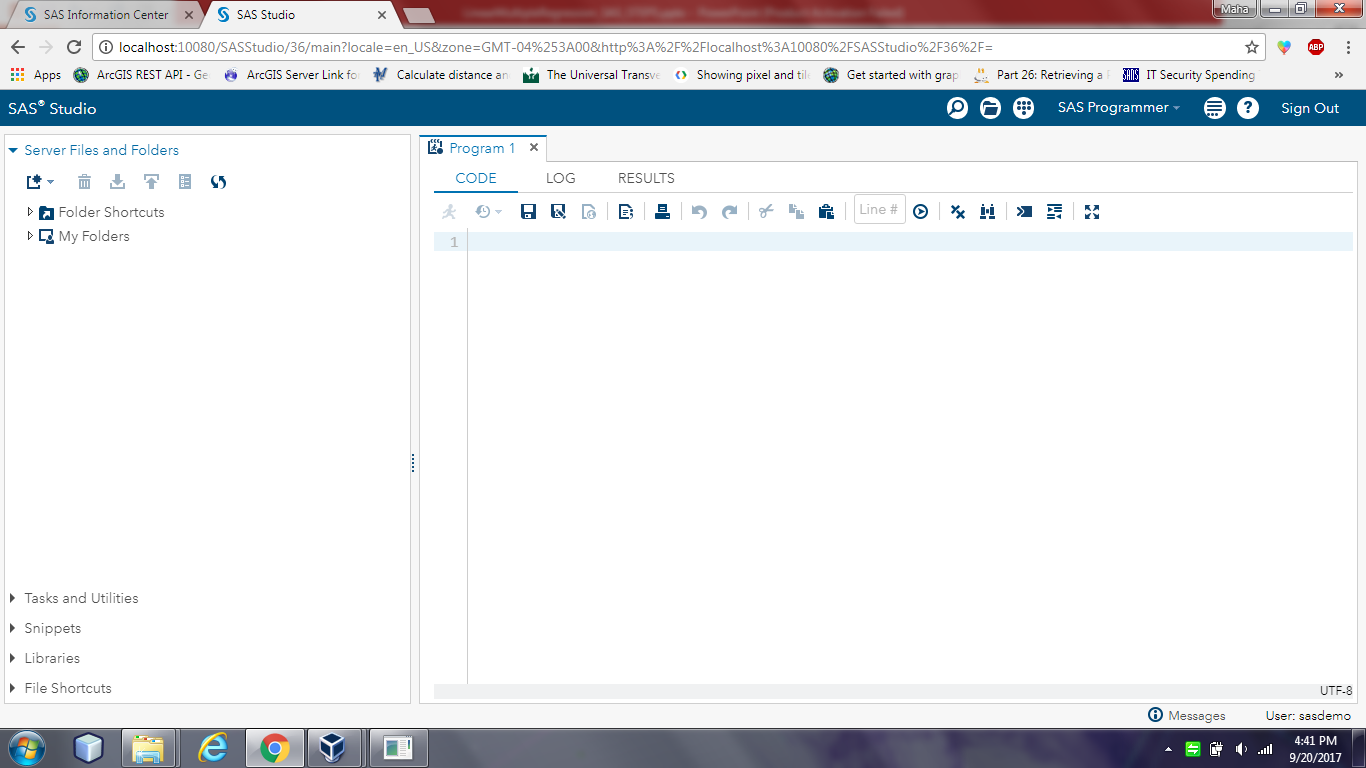 SAS Information Center
SAS Studio
Maha
localhost:10080/SASStudio/36/main?locale=en_US&zone=GMT-04%253A00&http%3A%2F%2Flocalhost%3A10080%2FSASStudio%2F36%2F=
ABP
Apps
ArcGIS REST API - Ge
ArcGIS Server Link fo
Calculate distance an
The Universal Transve
Showing pixel and til
Get started with grap
Part 26: Retrieving a
SANS
IT Security Spending
»
SAS® Studio
SAS Programmer
?
Sign Out
Server Files and Folders
Folder Shortcuts
My Folders
Tasks and Utilities
Snippets
Libraries
File Shortcuts
Program 1
CODE
LOG
RESULTS
Line #
1
UTF-8
Messages
User: sasdemo
4:41 PM
9/20/2017